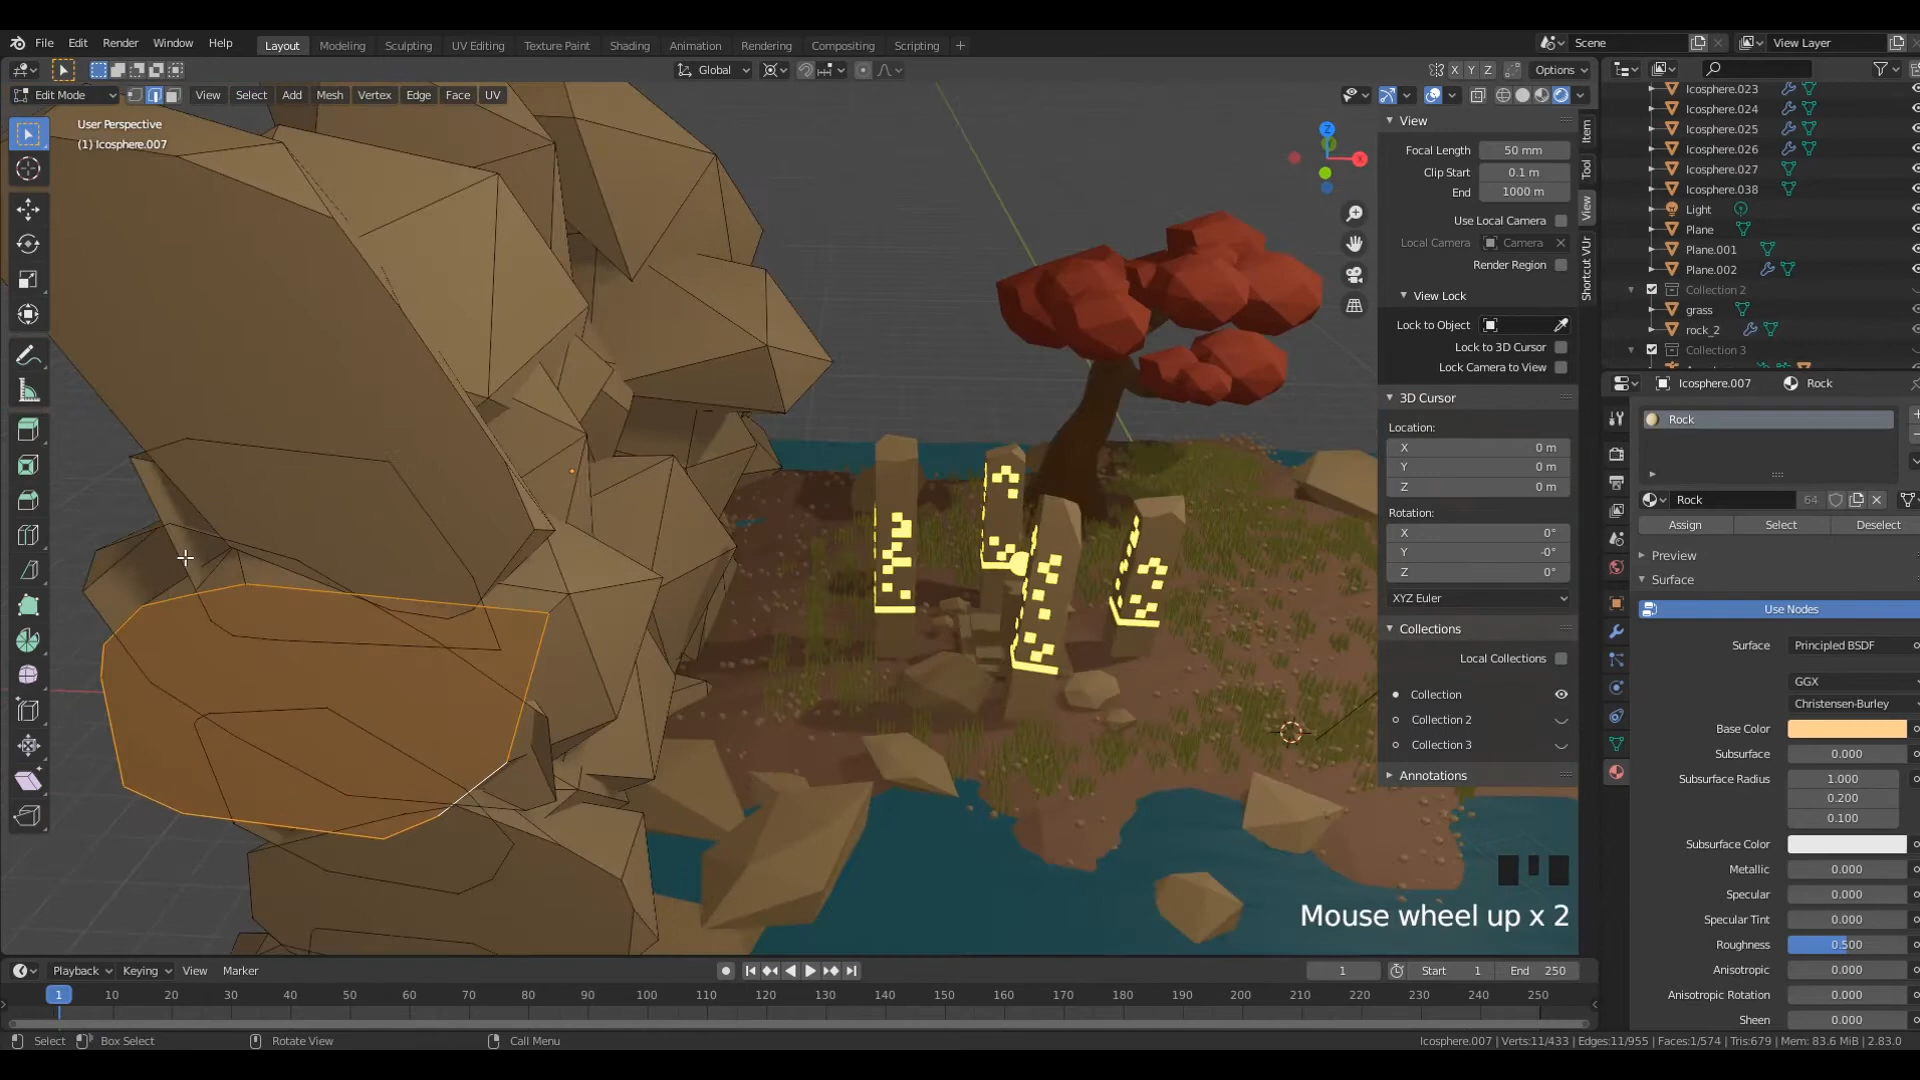 File Edit Render Window Help Layout Modeling Sculpting UV Editing Texture Paint Shading Animation Rendering Compositing Scripting + Scene View Layer
Global X Y Z Options
Edit Mode View Select Add Mesh Vertex Edge Face UV
User Perspective
(1) Icosphere.007
View
Focal Length 50 mm
Clip Start 0.1 m
End 1000 m
Use Local Camera
Local Camera Camera
Render Region
View Lock
Lock to Object
Lock to 3D Cursor
Lock Camera to View
3D Cursor
Location:
X 0 m
Y 0 m
Z 0 m
Rotation:
X 0°
Y -0°
Z 0°
XYZ Euler
Collections
Local Collections
Collection
Collection 2
Collection 3
Annotations
Item
Tool
View
Shortcut VUr
Z
X
Icosphere.023
Icosphere.024
Icosphere.025
Icosphere.026
Icosphere.027
Icosphere.038
Light
Plane
Plane.001
Plane.002
Collection 2
grass
rock_2
Collection 3
Icosphere.007 Rock
Rock
Rock 64
Assign Select Deselect
Preview
Surface
Use Nodes
Surface Principled BSDF
GGX
Christensen-Burley
Base Color
Subsurface 0.000
Subsurface Radius 1.000
0.200
0.100
Subsurface Color
Metallic 0.000
Specular 0.000
Specular Tint 0.000
Roughness 0.500
Anisotropic 0.000
Anisotropic Rotation 0.000
Sheen 0.000
Mouse wheel up x 2
Playback Keying View Marker 1 Start 1 End 250
1 10 20 30 40 50 60 70 80 90 100 110 120 130 140 150 160 170 180 190 200 210 220 230 240 250
Select Box Select Rotate View Call Menu Icosphere.007 | Verts:11/433 | Edges:11/955 | Faces:1/574 | Tris:679 | Mem: 83.6 MiB | 2.83.0